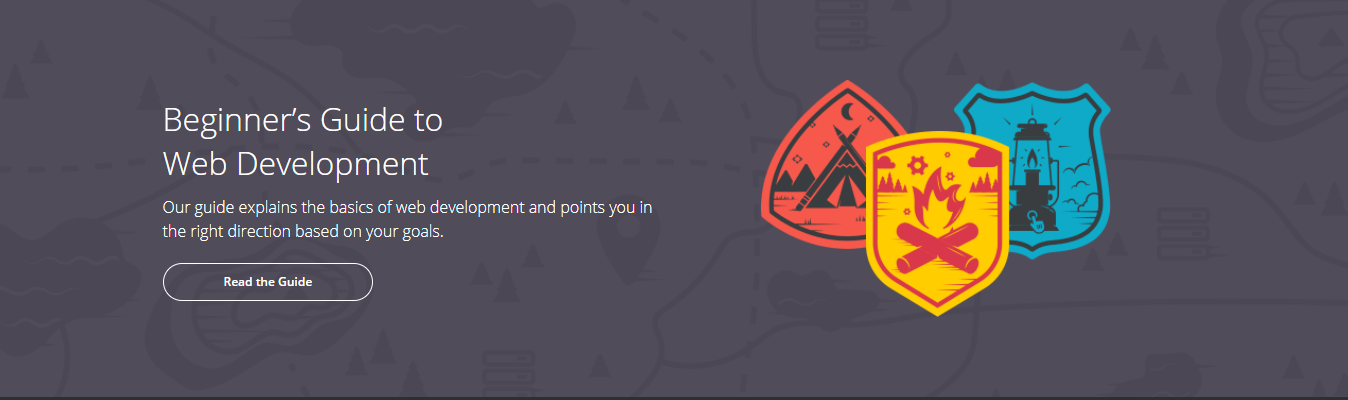 Beginner’s Guide to
Web Development
Our guide explains the basics of web development and points you in
the right direction based on your goals.
Read the Guide